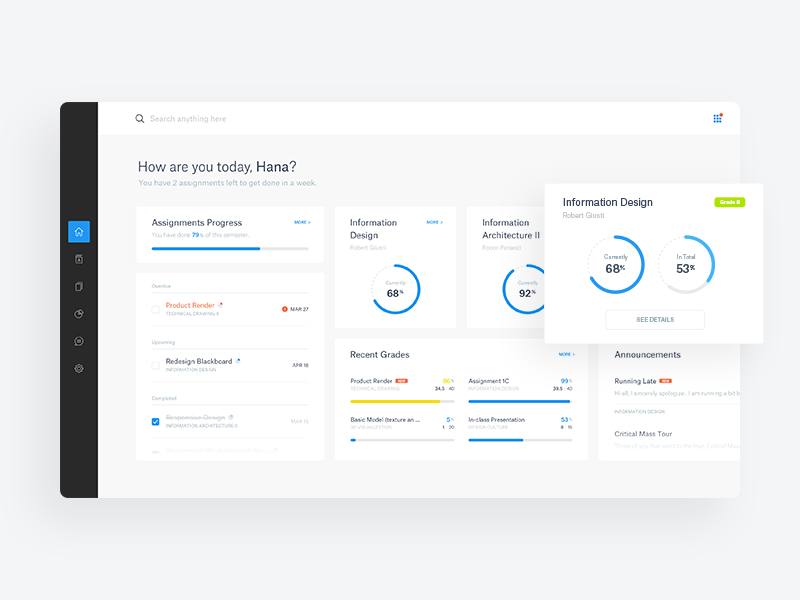 Search anything here
How are you today, Hana?
You have 2 assignments left to get done in a week.
Assignments Progress
MORE >
You have done 79% of this semester.
Overdue
Product Render
TECHNICAL DRAWING II
MAR 27
Upcoming
Redesign Blackboard
INFORMATION DESIGN
APR 18
Completed
Responsive Design
INFORMATION ARCHITECTURE II
MAR 15
Information
Design
MORE >
Robert Giusti
Currently
68%
Information
Architecture II
Currently
92%
Information Design
Grade B
Robert Giusti
Currently
68%
In Total
53%
SEE DETAILS
Recent Grades
MORE >
Product Render
NEW
86%
TECHNICAL DRAWING
34.5 / 40
Assignment 1C
99%
INFORMATION DESIGN
39.5 / 40
Basic Model (texture an ...
5%
1 / 20
In-class Presentation
53%
DESIGN CULTURE
8 / 15
Announcements
Running Late
NEW
Hi all, I sincerely apologize. I am running a bit
INFORMATION DESIGN
Critical Mass Tour